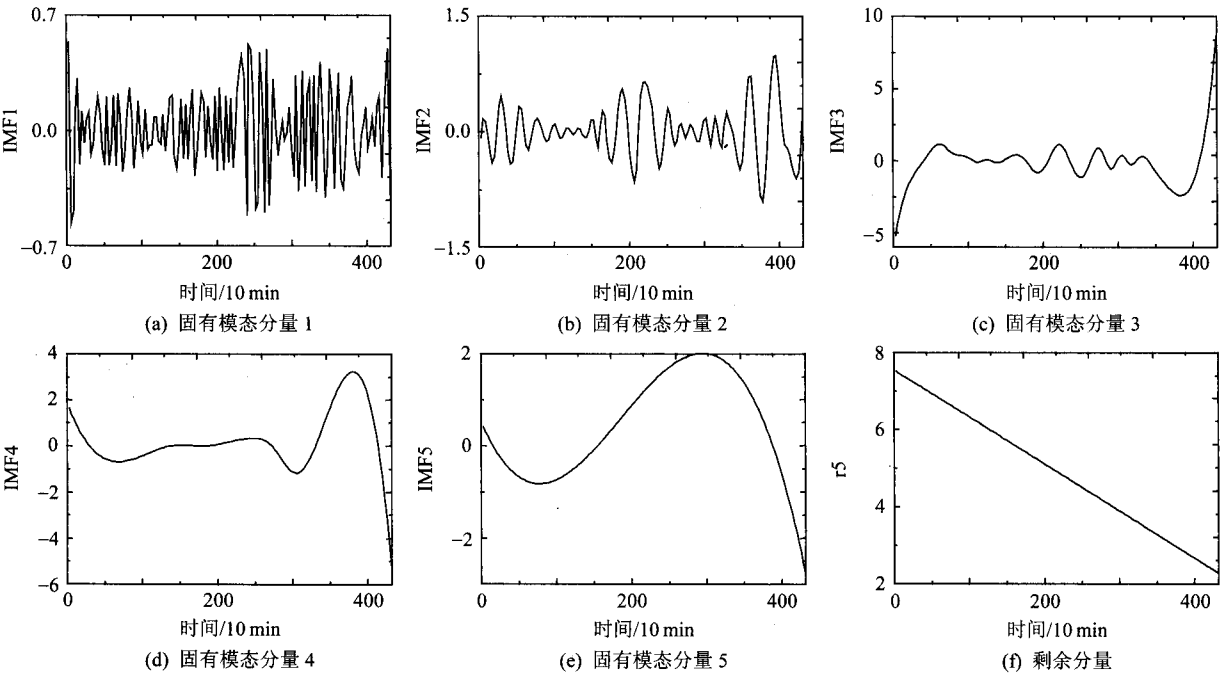 0.7
0.0
−0.7
IMF1
0
200
400
时间/10 min
(a) 固有模态分量 1
1.5
0.0
−1.5
IMF2
0
200
400
时间/10 min
(b) 固有模态分量 2
10
5
0
−5
IMF3
0
200
400
时间/10 min
(c) 固有模态分量 3
4
2
0
−2
−4
−6
IMF4
0
200
400
时间/10 min
(d) 固有模态分量 4
2
0
−2
IMF5
0
200
400
时间/10 min
(e) 固有模态分量 5
8
6
4
2
r5
0
200
400
时间/10 min
(f) 剩余分量